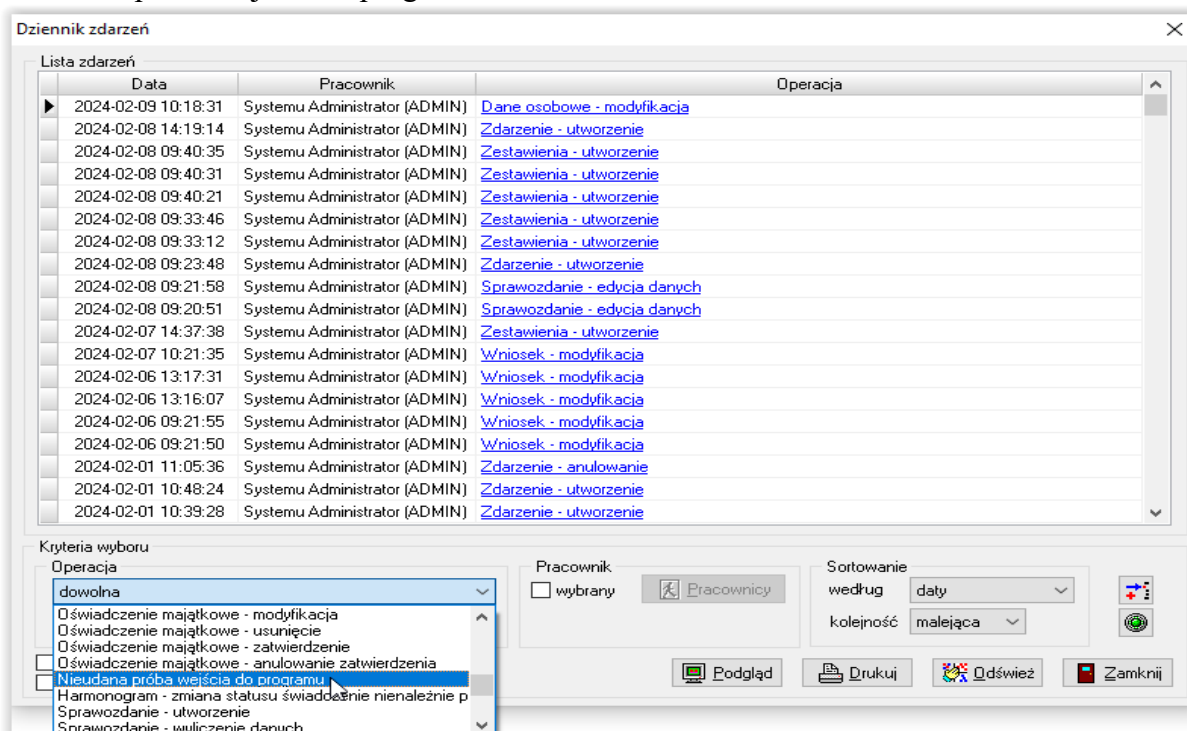 Dziennik zdarzeń
Lista zdarzeń
Data Pracownik Operacja
2024-02-09 10:18:31 Systemu Administrator (ADMIN) Dane osobowe - modyfikacja
2024-02-08 14:19:14 Systemu Administrator (ADMIN) Zdarzenie - utworzenie
2024-02-08 09:40:35 Systemu Administrator (ADMIN) Zestawienia - utworzenie
2024-02-08 09:40:31 Systemu Administrator (ADMIN) Zestawienia - utworzenie
2024-02-08 09:40:21 Systemu Administrator (ADMIN) Zestawienia - utworzenie
2024-02-08 09:33:46 Systemu Administrator (ADMIN) Zestawienia - utworzenie
2024-02-08 09:33:12 Systemu Administrator (ADMIN) Zestawienia - utworzenie
2024-02-08 09:23:48 Systemu Administrator (ADMIN) Zdarzenie - utworzenie
2024-02-08 09:21:58 Systemu Administrator (ADMIN) Sprawozdanie - edycja danych
2024-02-08 09:20:51 Systemu Administrator (ADMIN) Sprawozdanie - edycja danych
2024-02-07 14:37:38 Systemu Administrator (ADMIN) Zestawienia - utworzenie
2024-02-07 10:21:35 Systemu Administrator (ADMIN) Wniosek - modyfikacja
2024-02-06 13:17:31 Systemu Administrator (ADMIN) Wniosek - modyfikacja
2024-02-06 13:16:07 Systemu Administrator (ADMIN) Wniosek - modyfikacja
2024-02-06 09:21:55 Systemu Administrator (ADMIN) Wniosek - modyfikacja
2024-02-06 09:21:50 Systemu Administrator (ADMIN) Wniosek - modyfikacja
2024-02-01 11:05:36 Systemu Administrator (ADMIN) Zdarzenie - anulowanie
2024-02-01 10:48:24 Systemu Administrator (ADMIN) Zdarzenie - utworzenie
2024-02-01 10:39:28 Systemu Administrator (ADMIN) Zdarzenie - utworzenie
Kryteria wyboru
Operacja Pracownik Sortowanie
dowolna wybrany Pracownicy według daty
kolejność malejąca
Oświadczenie majątkowe - modyfikacja
Oświadczenie majątkowe - usunięcie
Oświadczenie majątkowe - zatwierdzenie
Oświadczenie majątkowe - anulowanie zatwierdzenia
Nieudana próba wejścia do programu
Harmonogram - zmiana statusu świadczenie nienależnie p
Sprawozdanie - utworzenie
Sprawozdanie - wyliczenie danych
Podgląd Drukuj Odśwież Zamknij